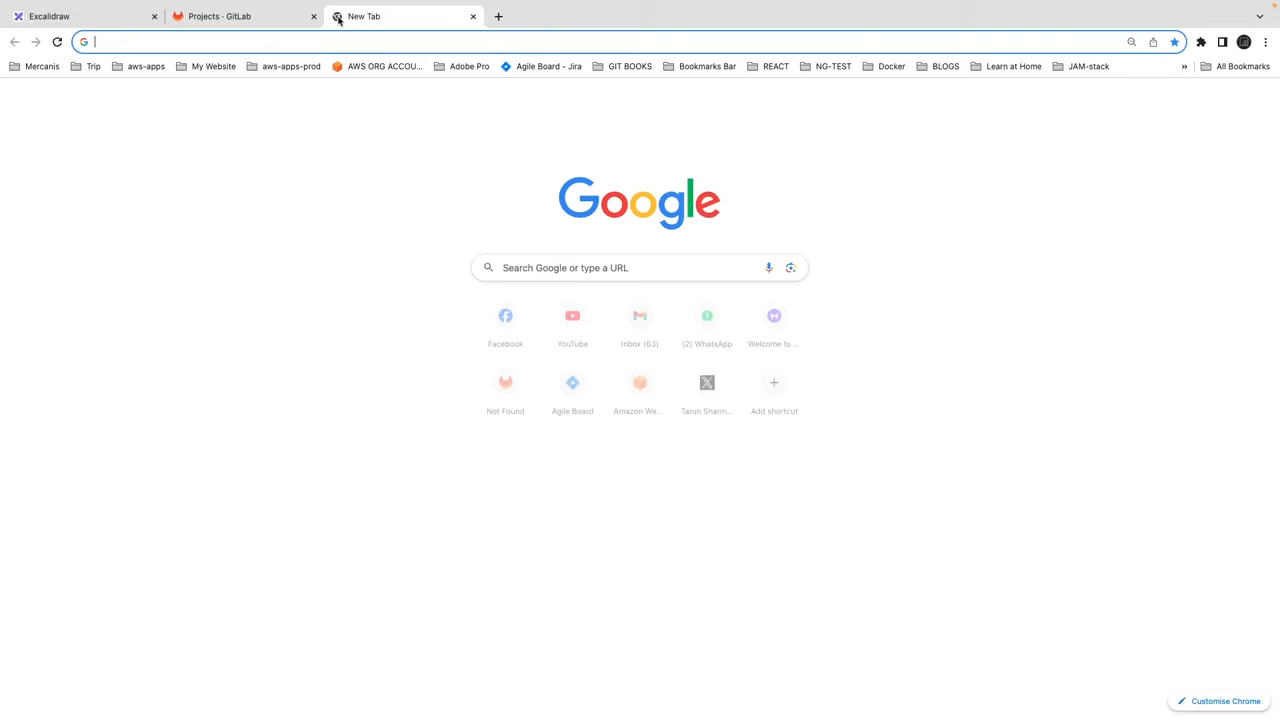 Excalidraw
Projects · GitLab
New Tab
Mercanis
Trip
aws-apps
My Website
aws-apps-prod
AWS ORG ACCOU...
Adobe Pro
Agile Board - Jira
GIT BOOKS
Bookmarks Bar
REACT
NG-TEST
Docker
BLOGS
Learn at Home
JAM-stack
»
All Bookmarks
Google
Search Google or type a URL
Facebook
YouTube
Inbox (63)
(2) WhatsApp
Welcome to ...
Not Found
Agile Board
Amazon We...
Tarun Sharm...
Add shortcut
Customise Chrome